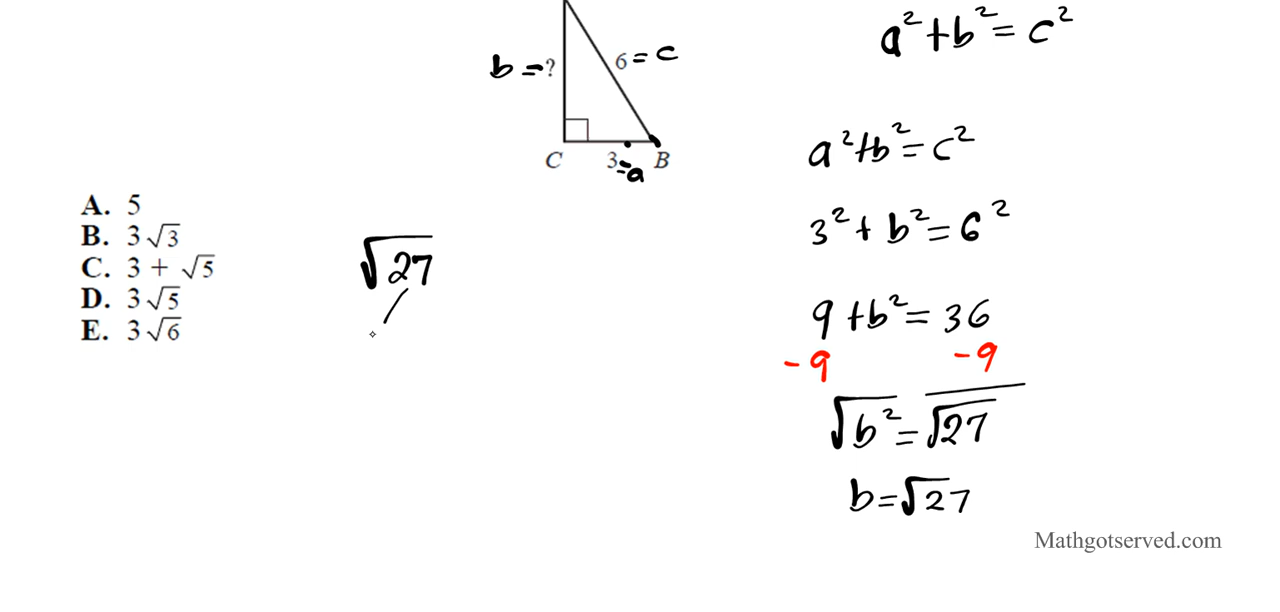 a² + b² = c²
b = ?
6 = c
C
3 = a
B
a² + b² = c²
A. 5
B. 3√3
C. 3 + √5
D. 3√5
E. 3√6
√27
3² + b² = 6²
9 + b² = 36
-9 -9
√b² = √27
b = √27
Mathgotserved.com